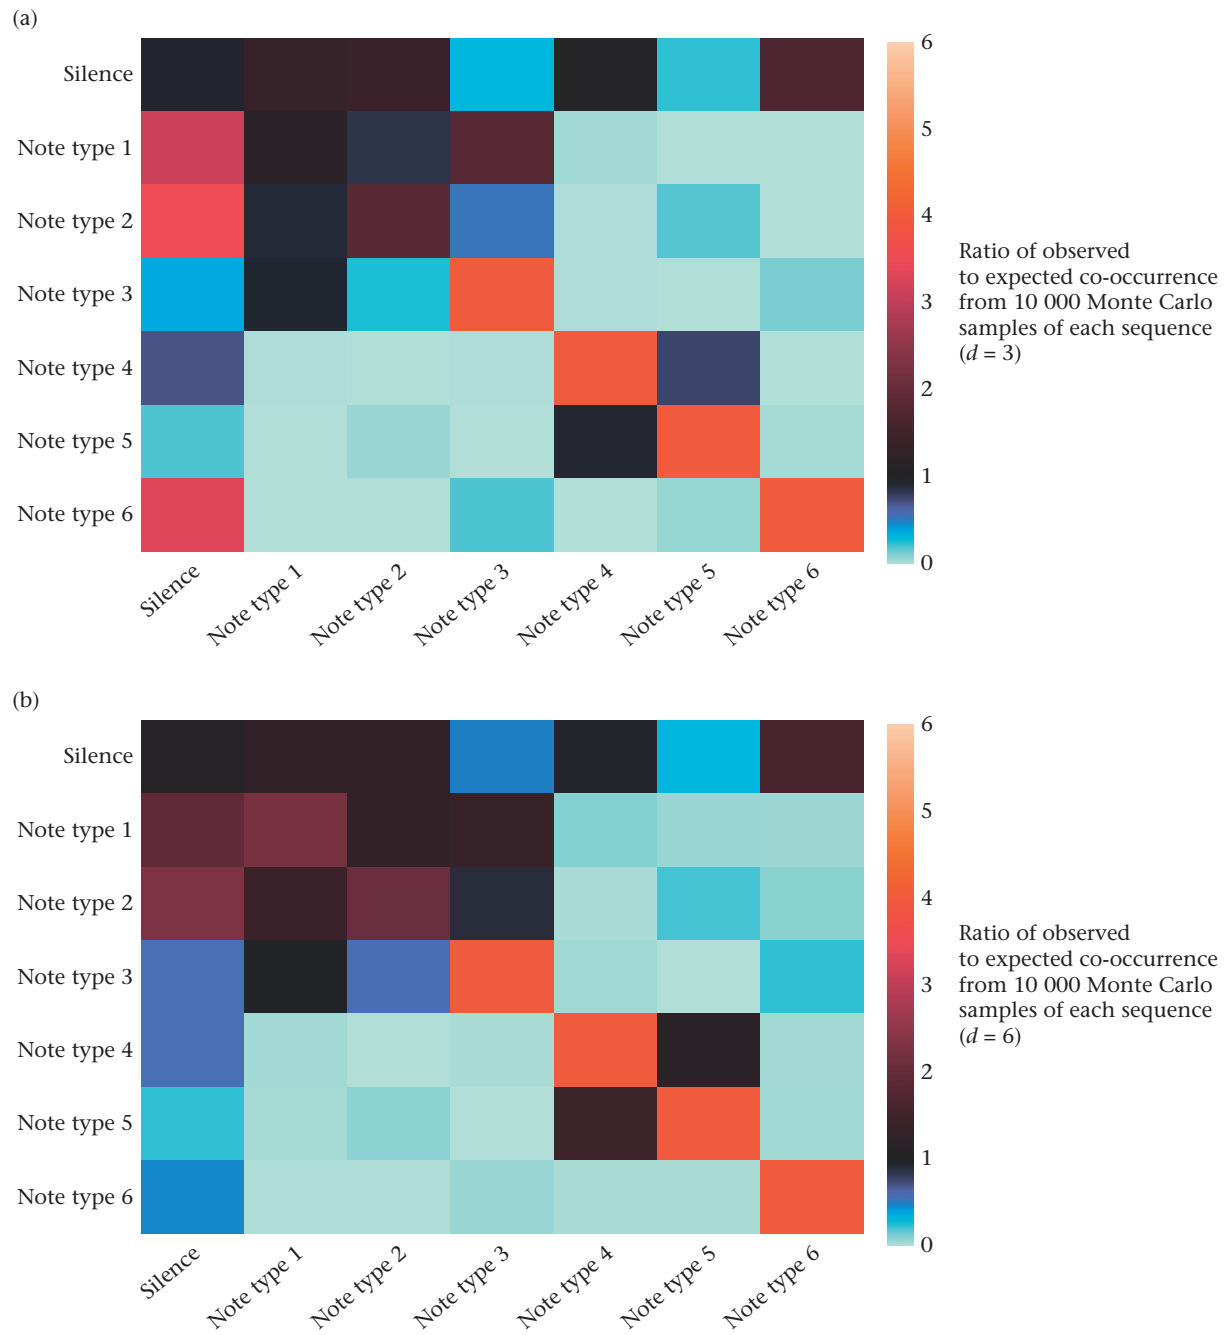 (a)
Silence
Note type 1
Note type 2
Note type 3
Note type 4
Note type 5
Note type 6
Silence
Note type 1
Note type 2
Note type 3
Note type 4
Note type 5
Note type 6
6
5
4
3
2
1
0
Ratio of observed
to expected co-occurrence
from 10 000 Monte Carlo
samples of each sequence
(d = 3)
(b)
Silence
Note type 1
Note type 2
Note type 3
Note type 4
Note type 5
Note type 6
Silence
Note type 1
Note type 2
Note type 3
Note type 4
Note type 5
Note type 6
6
5
4
3
2
1
0
Ratio of observed
to expected co-occurrence
from 10 000 Monte Carlo
samples of each sequence
(d = 6)